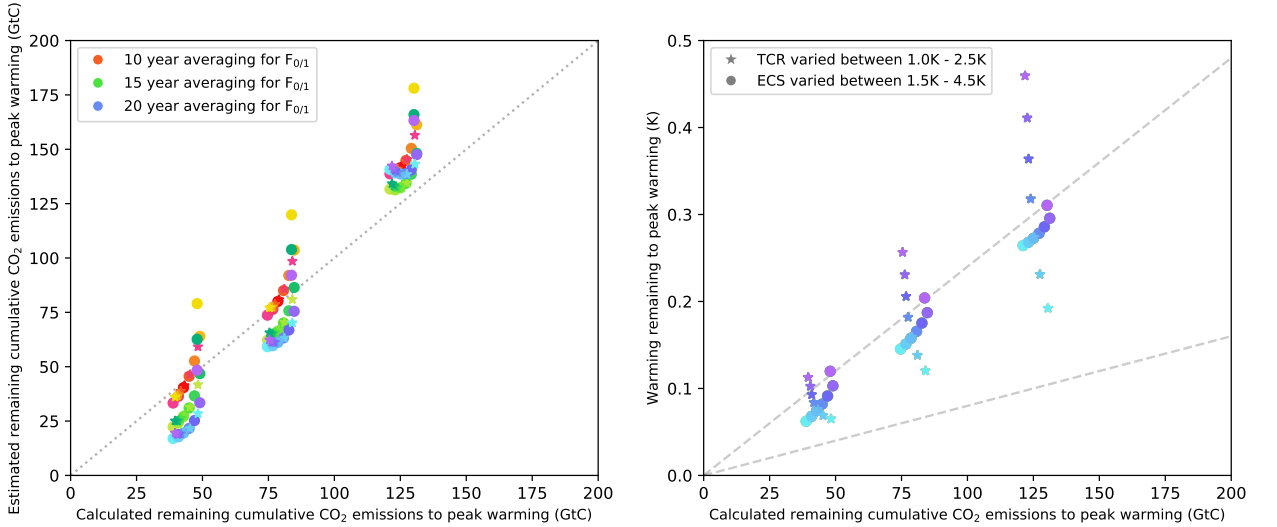 Estimated remaining cumulative CO₂ emissions to peak warming (GtC)
200
175
150
125
100
75
50
25
0
10 year averaging for F₀/₁
15 year averaging for F₀/₁
20 year averaging for F₀/₁
0 25 50 75 100 125 150 175 200
Calculated remaining cumulative CO₂ emissions to peak warming (GtC)
Warming remaining to peak warming (K)
0.5
0.4
0.3
0.2
0.1
0.0
TCR varied between 1.0K - 2.5K
ECS varied between 1.5K - 4.5K
0 25 50 75 100 125 150 175 200
Calculated remaining cumulative CO₂ emissions to peak warming (GtC)